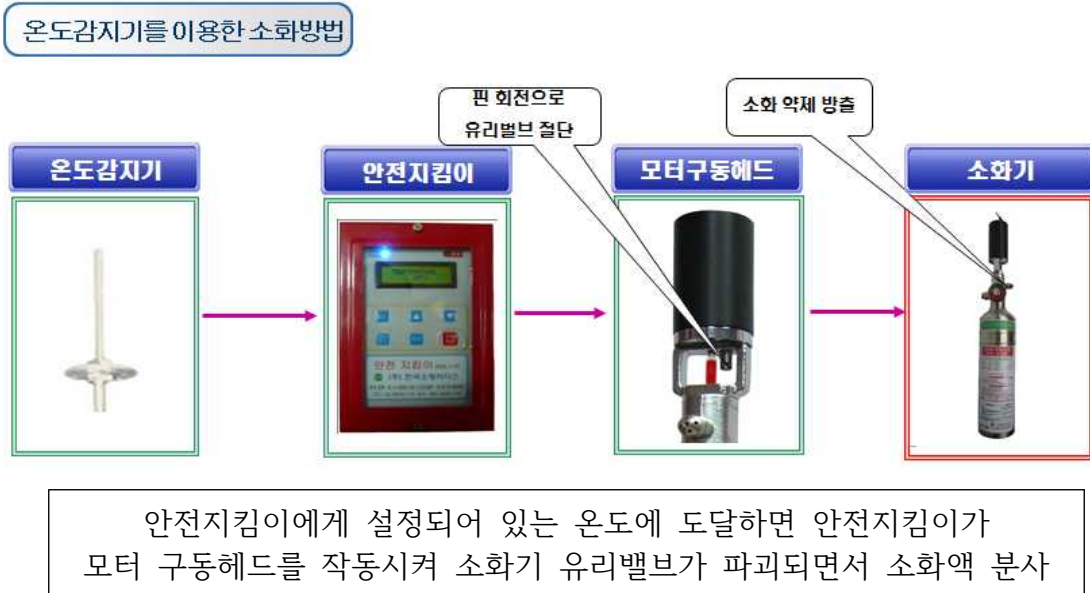 온도감지기를 이용한 소화방법
핀 회전으로
유리벌브 절단
소화 약제 방출
온도감지기
안전지킴이
모터구동헤드
소화기
안전 지킴이
안전지킴이에게 설정되어 있는 온도에 도달하면 안전지킴이가
모터 구동헤드를 작동시켜 소화기 유리밸브가 파괴되면서 소화액 분사